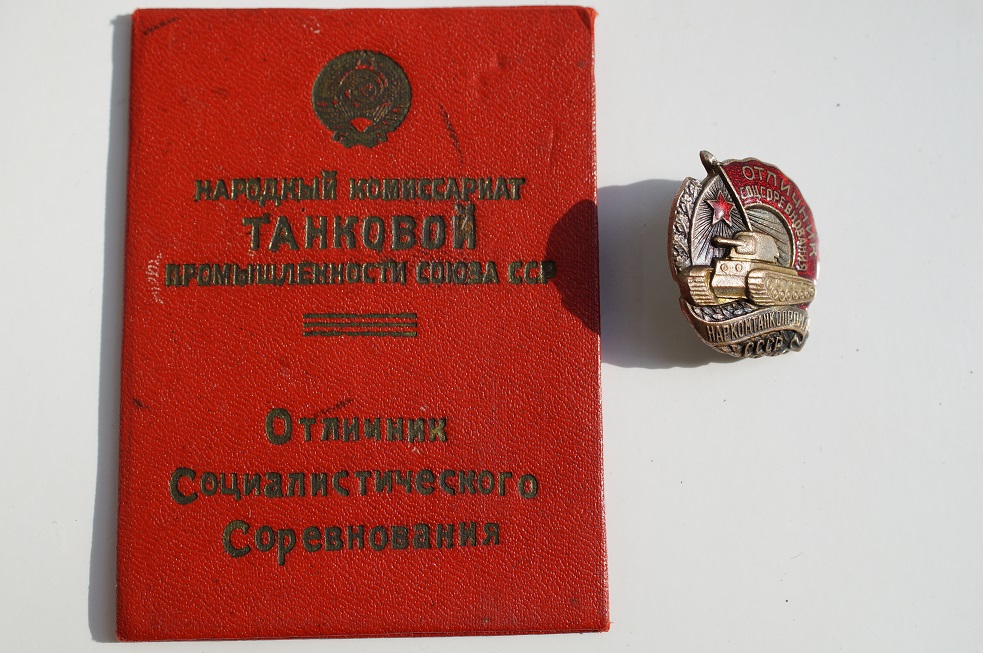 НАРОДНЫЙ КОМИССАРИАТ
ТАНКОВОЙ
ПРОМЫШЛЕННОСТИ СОЮЗА ССР
Отличник
Социалистического
Соревнования
ОТЛИЧНИК
СОЦСОРЕВНОВАНИЯ
НАРКОМТАНКОПРОМ
СССР